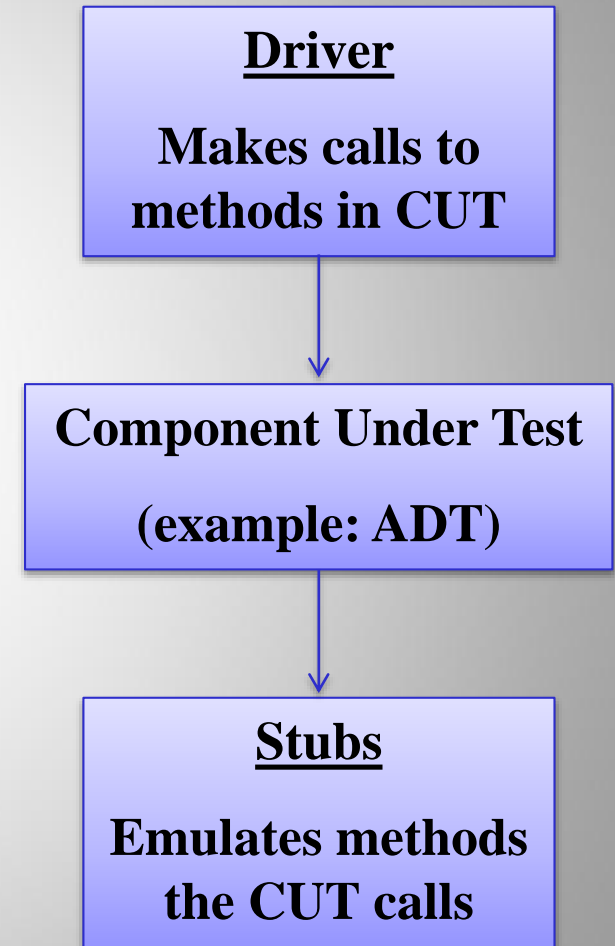 Driver
Makes calls to
methods in CUT
Component Under Test
(example: ADT)
Stubs
Emulates methods
the CUT calls